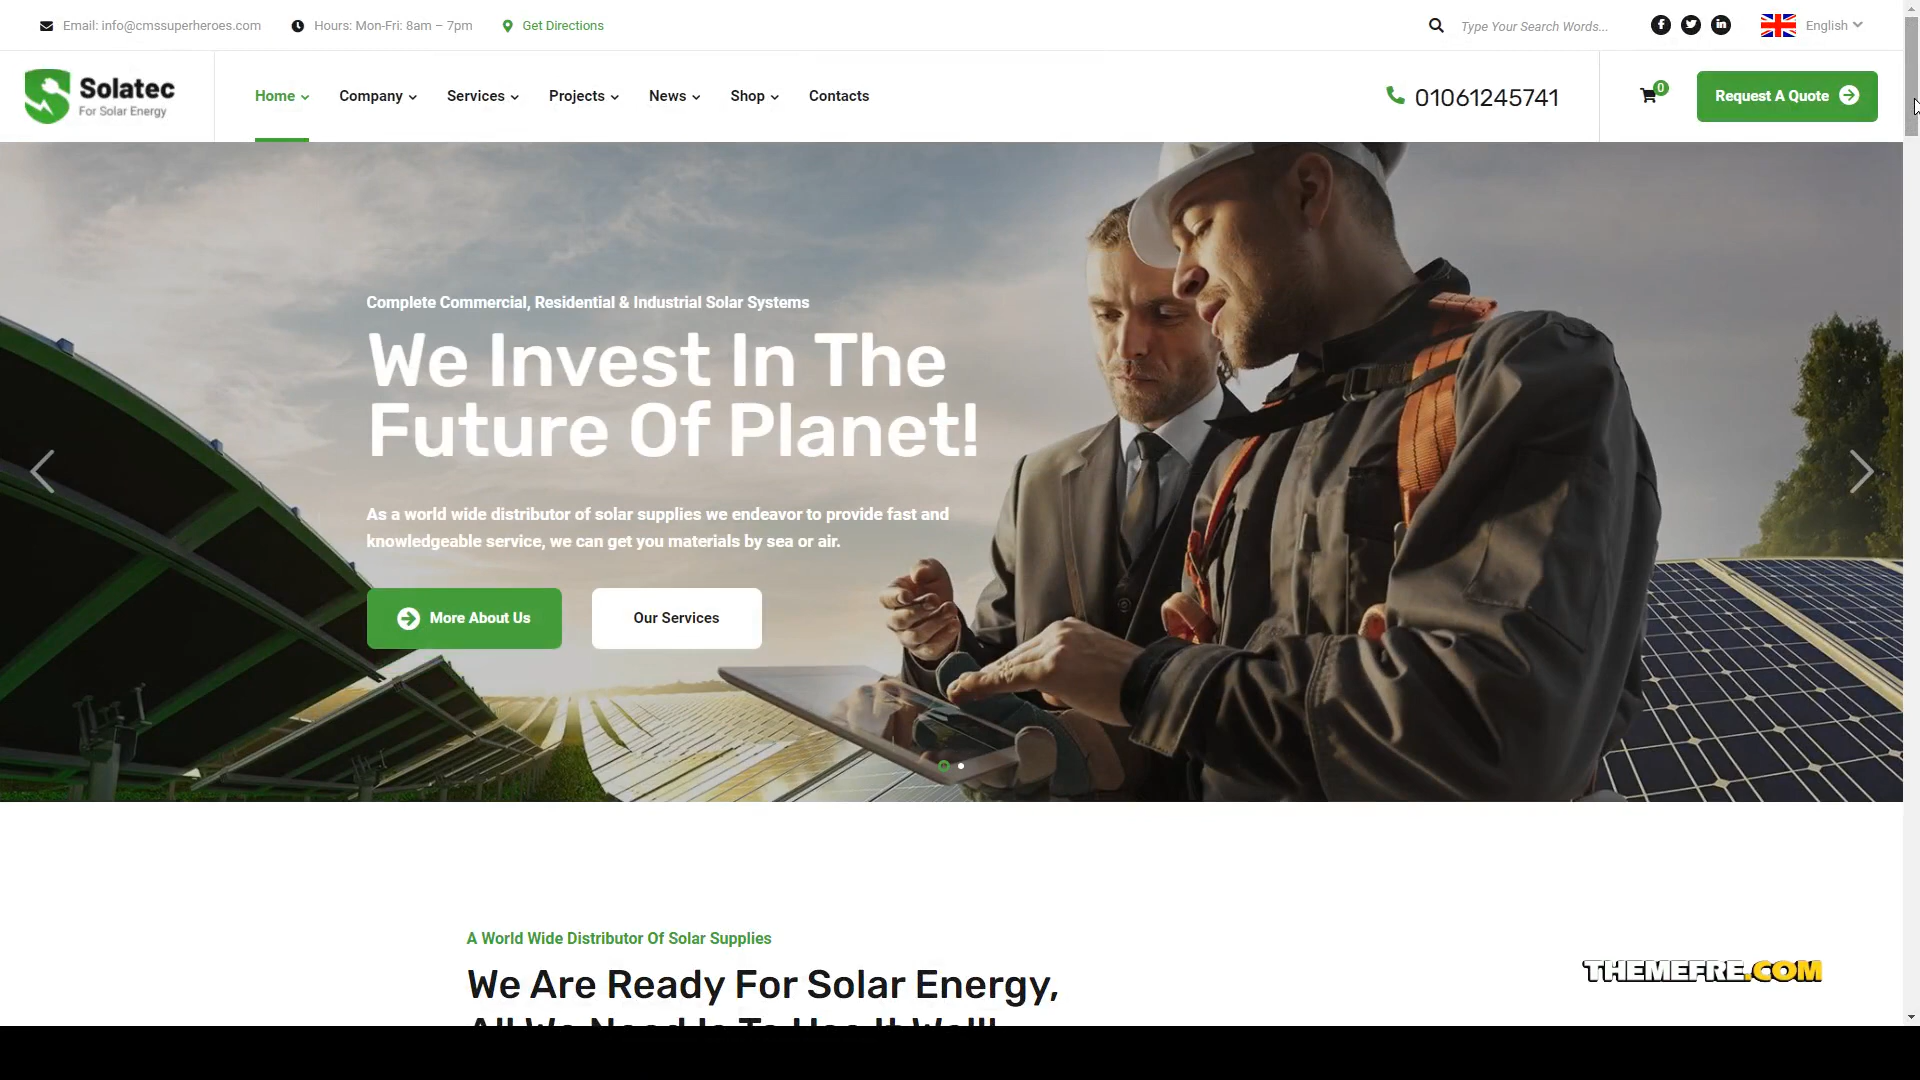 Email: info@cmssuperheroes.com
Hours: Mon-Fri: 8am – 7pm
Get Directions
Type Your Search Words...
English
Solatec
For Solar Energy
Home
Company
Services
Projects
News
Shop
Contacts
01061245741
0
Request A Quote
Complete Commercial, Residential & Industrial Solar Systems
We Invest In The
Future Of Planet!
As a world wide distributor of solar supplies we endeavor to provide fast and
knowledgeable service, we can get you materials by sea or air.
More About Us
Our Services
A World Wide Distributor Of Solar Supplies
We Are Ready For Solar Energy,
All We Need Is To Use It Well!
THEMEFRE.COM